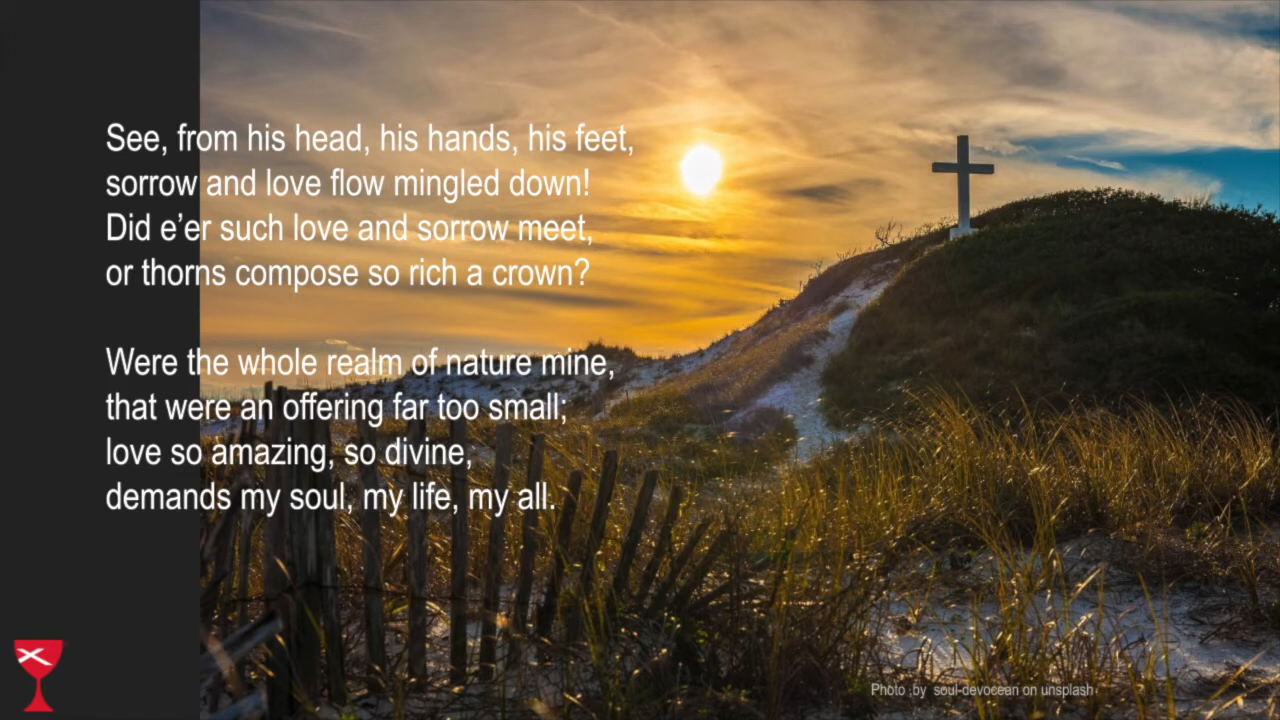 See, from his head, his hands, his feet,
sorrow and love flow mingled down!
Did e’er such love and sorrow meet,
or thorns compose so rich a crown?
Were the whole realm of nature mine,
that were an offering far too small;
love so amazing, so divine,
demands my soul, my life, my all.
Photo ;by soul-devocean on unsplash